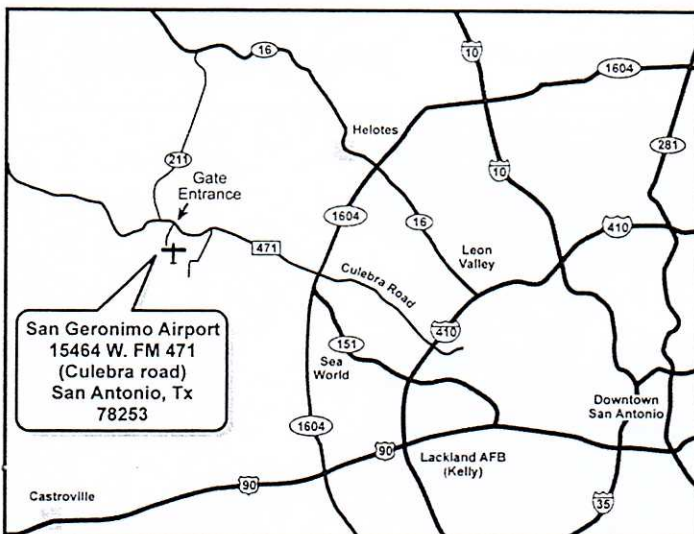 16
10
1604
281
Helotes
211
Gate
Entrance
10
1604
16
410
471
Leon
Valley
Culebra Road
410
San Geronimo Airport
15464 W. FM 471
(Culebra road)
San Antonio, Tx
78253
151
Sea
World
Downtown
San Antonio
1604
90
Lackland AFB
(Kelly)
90
Castroville
35